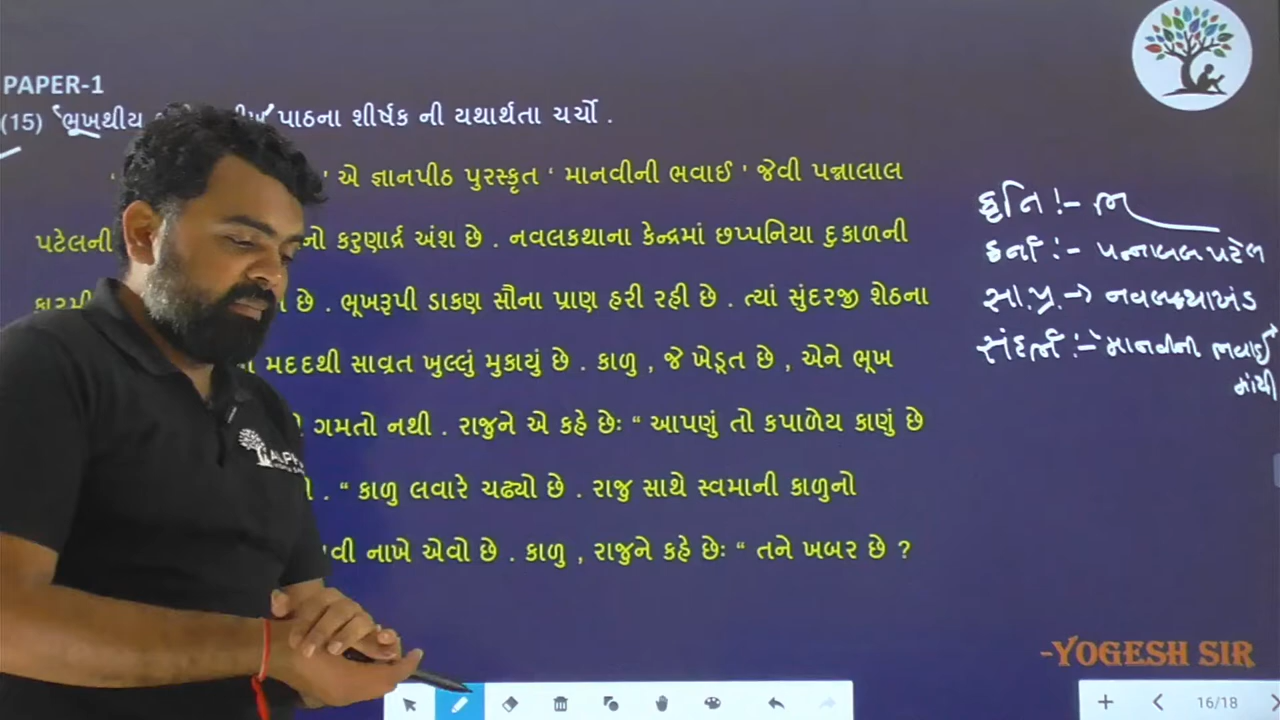 PAPER-1
(15) 'ભૂખથીય પાઠના શીર્ષક ની યથાર્થતા ચર્ચો .
' એ જ્ઞાનપીઠ પુરસ્કૃત ' માનવીની ભવાઈ ' જેવી પન્નાલાલ
પટેલની નો કરુણાર્દ્ર અંશ છે . નવલકથાના કેન્દ્રમાં છપ્પનિયા દુકાળની
કારમી છે . ભૂખરૂપી ડાકણ સૌના પ્રાણ હરી રહી છે . ત્યાં સુંદરજી શેઠના
મદદથી સાવ્રત ખુલ્લું મુકાયું છે . કાળુ , જે ખેડૂત છે , એને ભૂખ
ગમતો નથી . રાજુને એ કહે છેઃ “ આપણું તો કપાળેય કાણું છે
. “ કાળુ લવારે ચઢ્યો છે . રાજુ સાથે સ્વમાની કાળુનો
વી નાખે એવો છે . કાળુ , રાજુને કહે છેઃ “ તને ખબર છે ?
કૃતિ :- ભૂ
કર્તા :- પન્નાલાલ પટેલ
સા.પ્ર. -> નવલકથાખંડ
સંદર્ભ :- માનવીની ભવાઈ
માંથી
ALPH
-YOGESH SIR
16/18